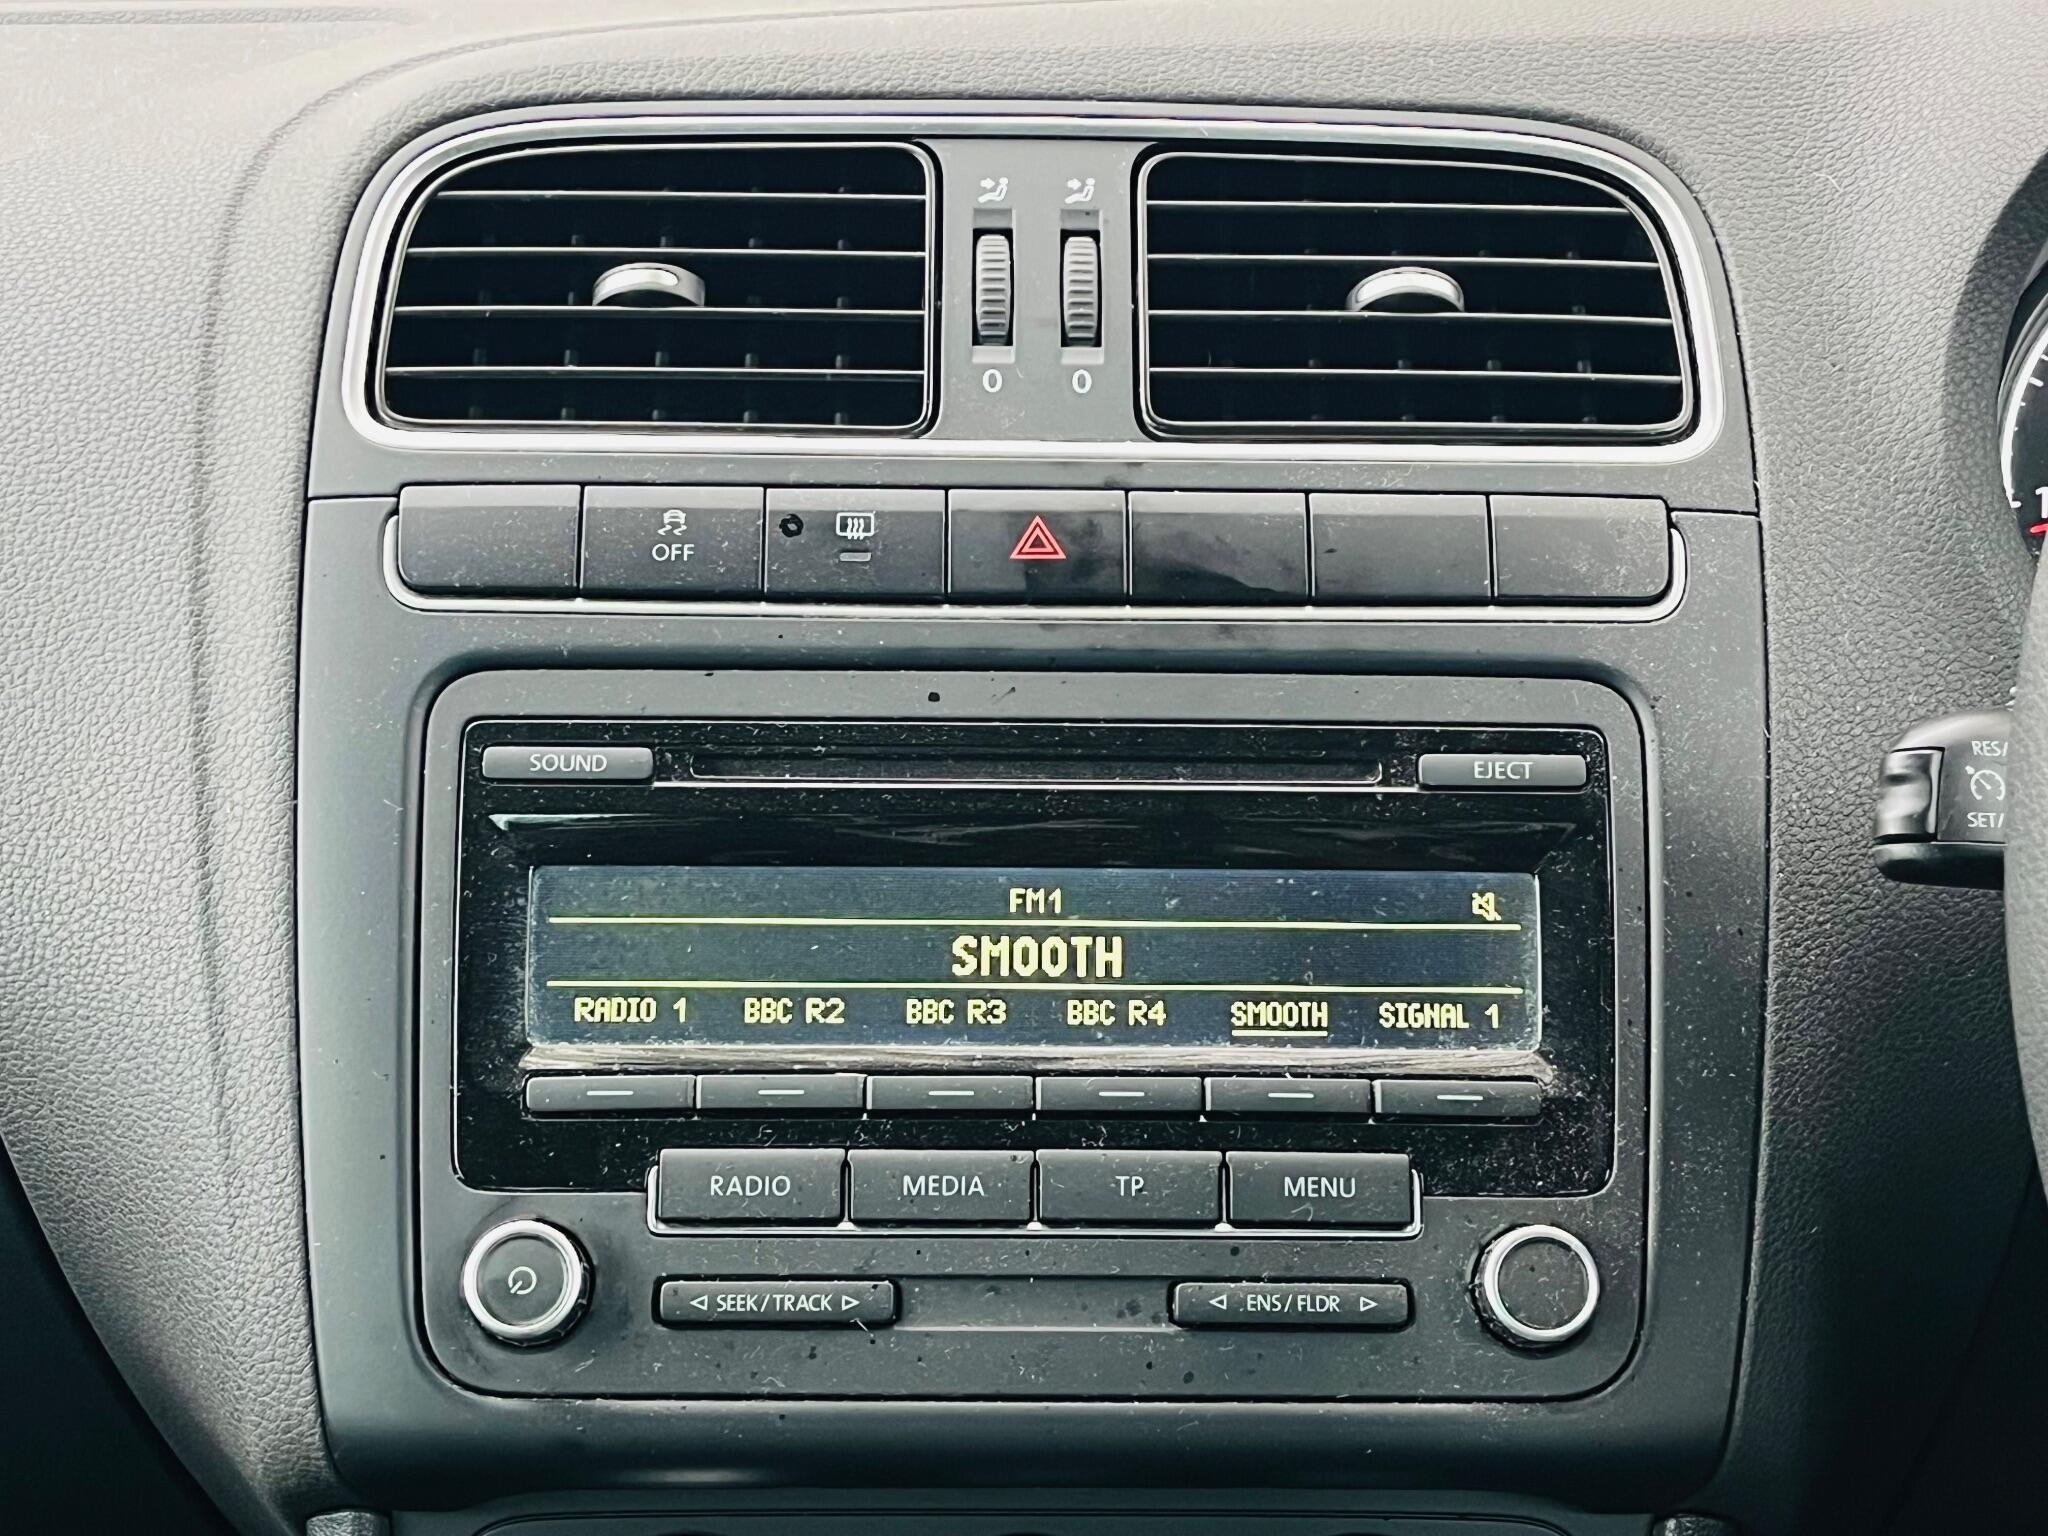 0 0
OFF
SOUND EJECT
FM1
SMOOTH
RADIO 1 BBC R2 BBC R3 BBC R4 SMOOTH SIGNAL 1
RADIO MEDIA TP MENU
SEEK/TRACK ENS/FLDR
RES/
SET/
1